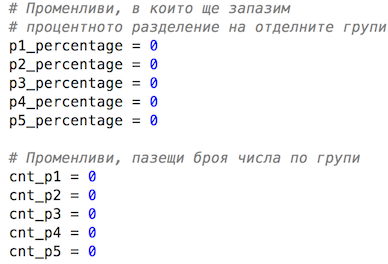 # Променливи, в които ще запазим
# процентното разделение на отделните групи
p1_percentage = 0
p2_percentage = 0
p3_percentage = 0
p4_percentage = 0
p5_percentage = 0
# Променливи, пазещи броя числа по групи
cnt_p1 = 0
cnt_p2 = 0
cnt_p3 = 0
cnt_p4 = 0
cnt_p5 = 0